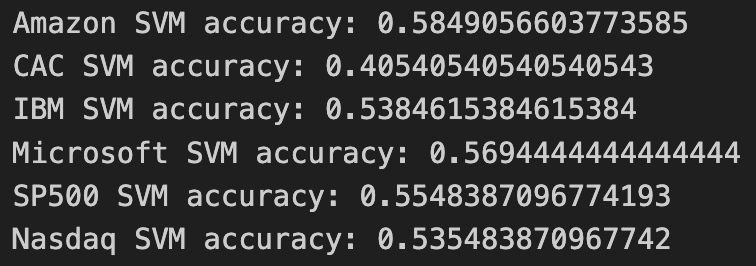 Amazon SVM accuracy: 0.5849056603773585
CAC SVM accuracy: 0.40540540540540543
IBM SVM accuracy: 0.5384615384615384
Microsoft SVM accuracy: 0.5694444444444444
SP500 SVM accuracy: 0.5548387096774193
Nasdaq SVM accuracy: 0.535483870967742